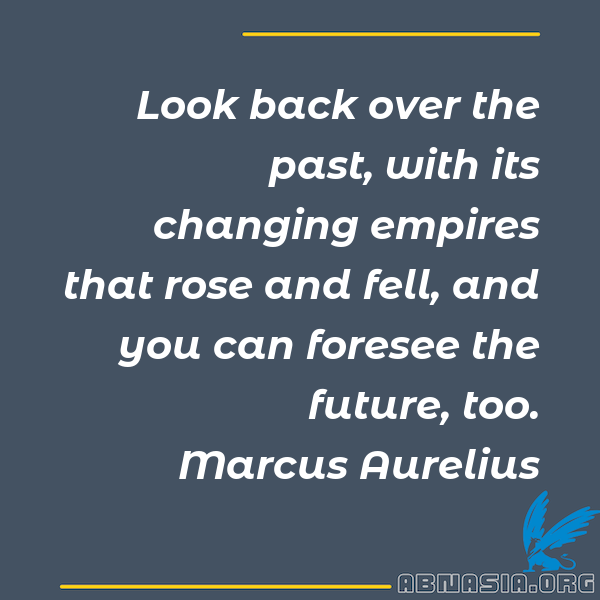 Look back over the
past, with its
changing empires
that rose and fell, and
you can foresee the
future, too.
Marcus Aurelius
ABNASIA.ORG